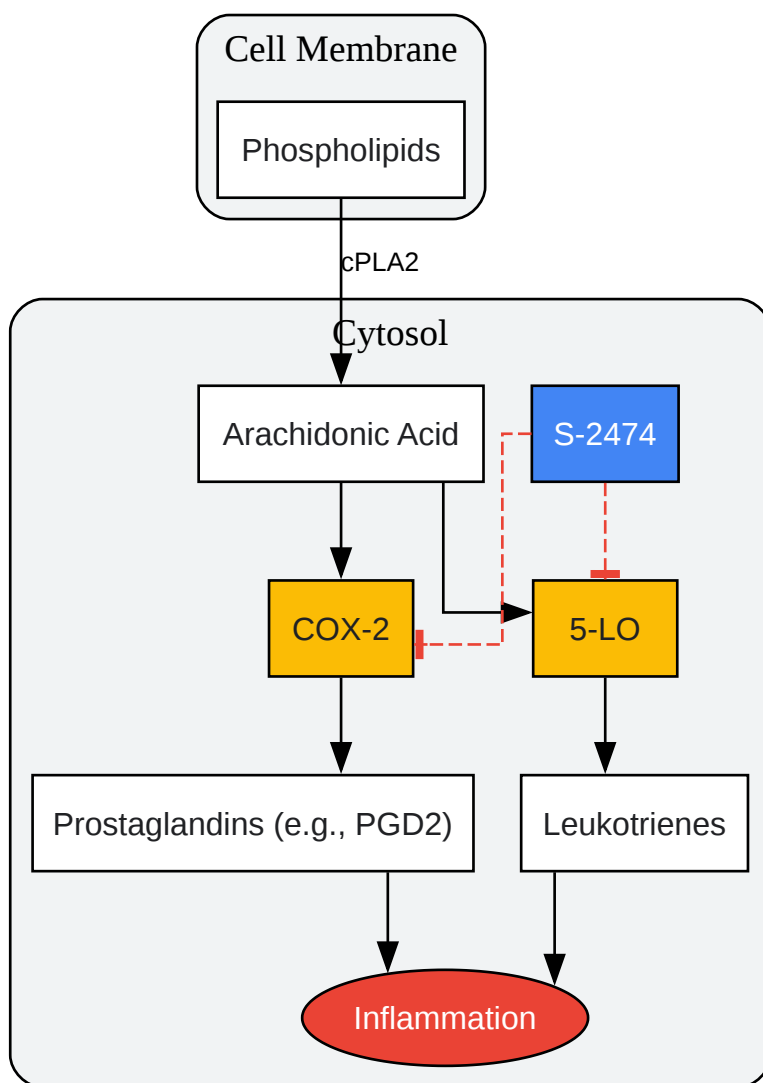 Cell Membrane
Phospholipids
cPLA2
Cytosol
Arachidonic Acid
S-2474
COX-2
5-LO
Prostaglandins (e.g., PGD2)
Leukotrienes
Inflammation